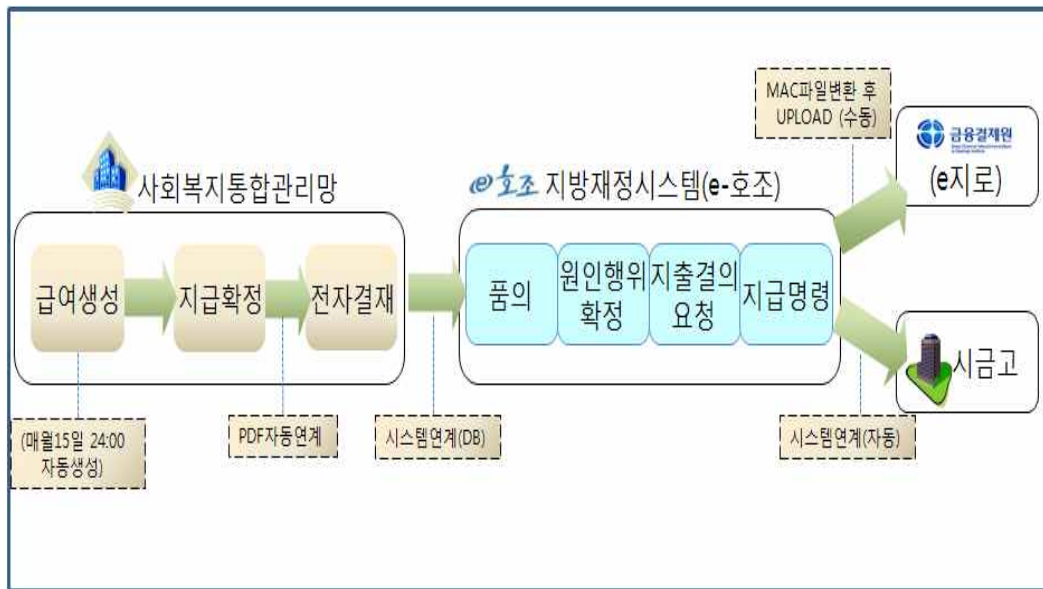 MAC파일변환 후
UPLOAD (수동)
금융결제원
(e지로)
사회복지통합관리망
e호조 지방재정시스템(e-호조)
급여생성
지급확정
전자결재
품의
원인행위
확정
지출결의
요청
지급명령
시금고
(매월15일 24:00
자동생성)
PDF자동연계
시스템연계(DB)
시스템연계(자동)